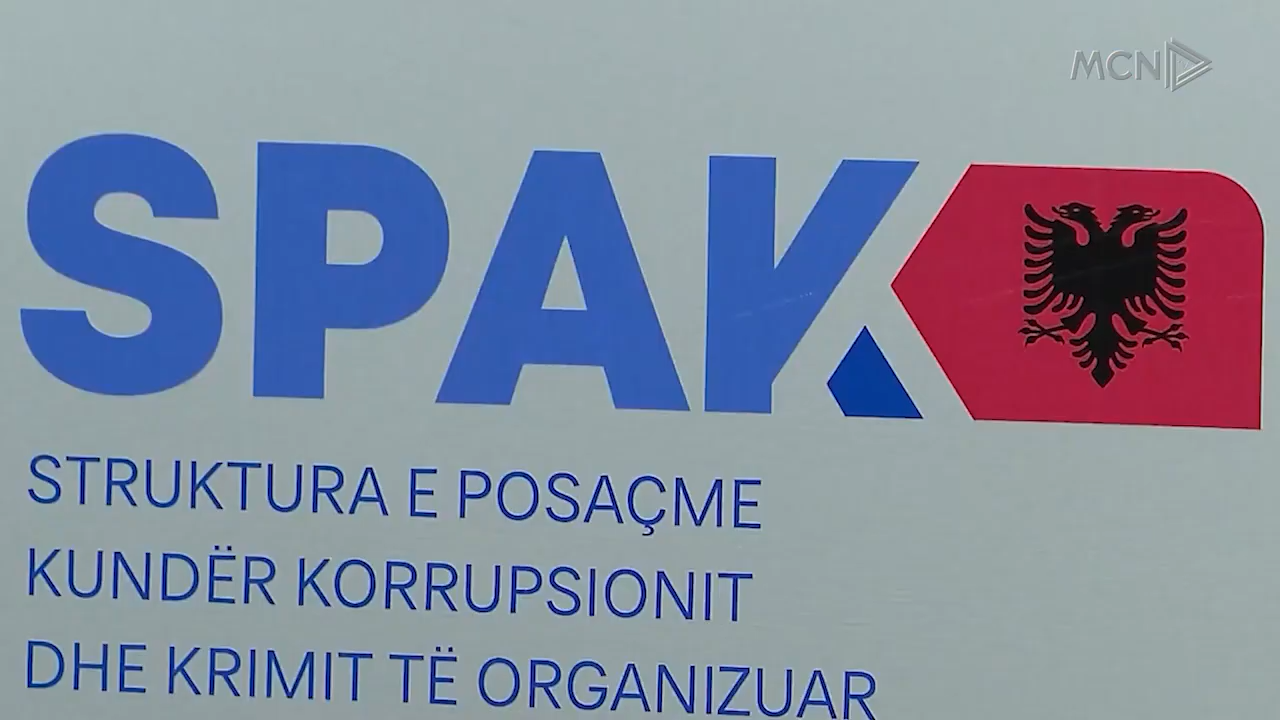 MCN
SPAK
STRUKTURA E POSAÇME
KUNDËR KORRUPSIONIT
DHE KRIMIT TË ORGANIZUAR